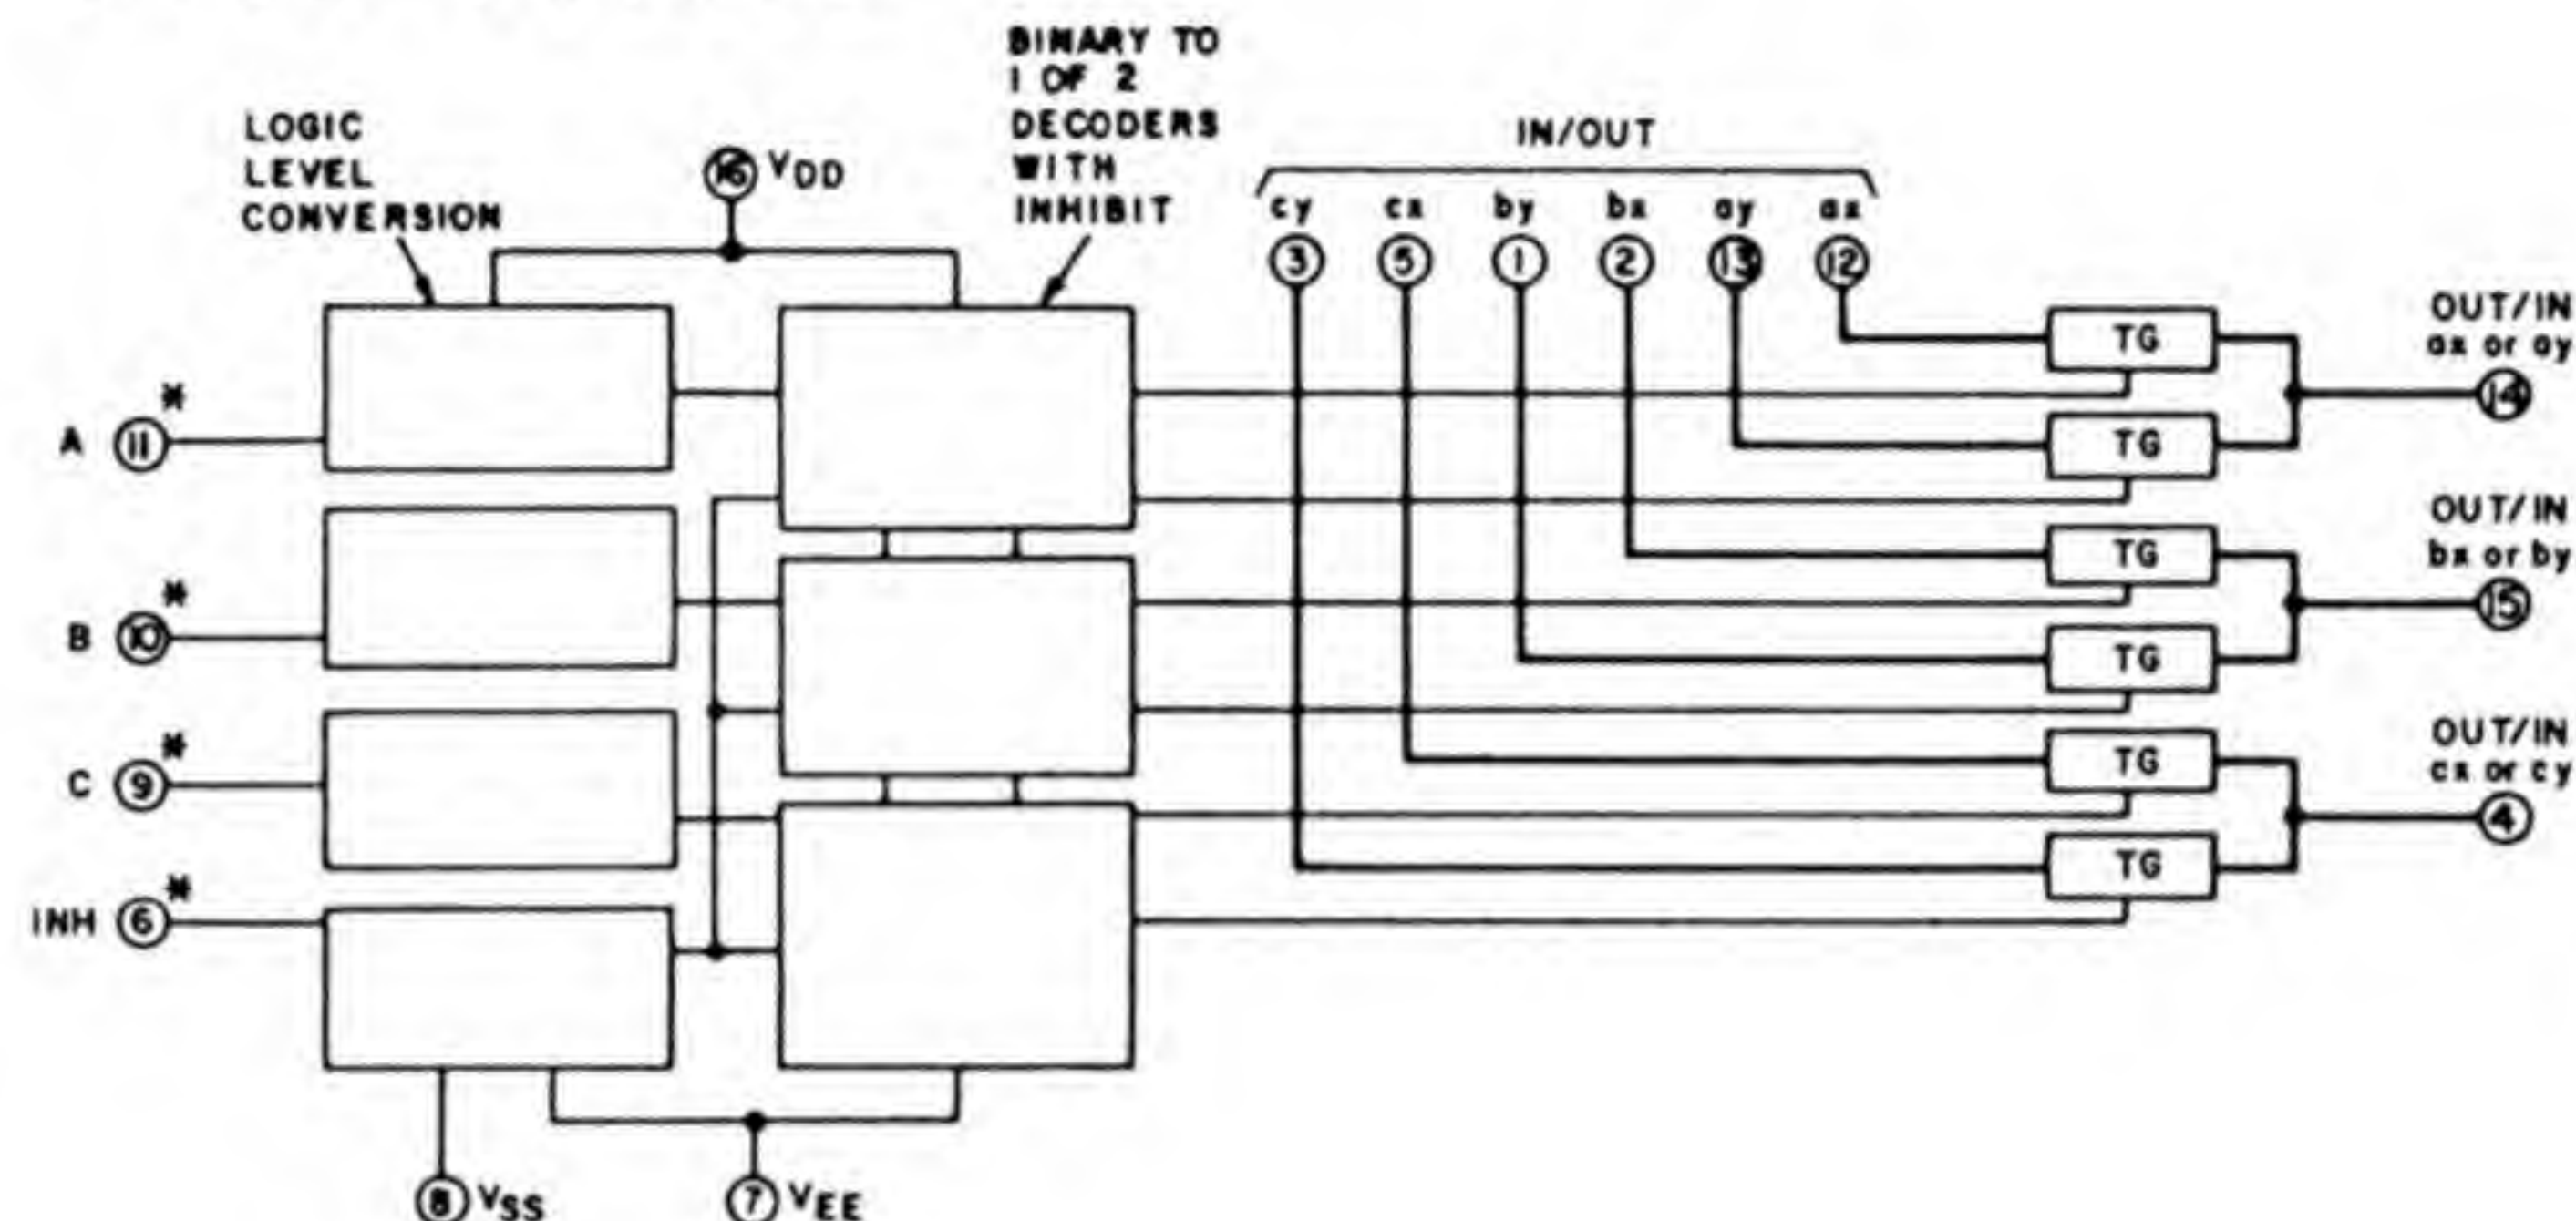 BINARY TO
1 OF 2
DECODERS
WITH
INHIBIT
LOGIC
LEVEL
CONVERSION
16 VDD
IN/OUT
cy cx by bx ay ax
3 5 1 2 13 12
TG
OUT/IN
ax or ay
14
A 11 *
TG
TG
OUT/IN
bx or by
15
B 10 *
TG
C 9 *
TG
OUT/IN
cx or cy
4
TG
INH 6 *
8 VSS
7 VEE